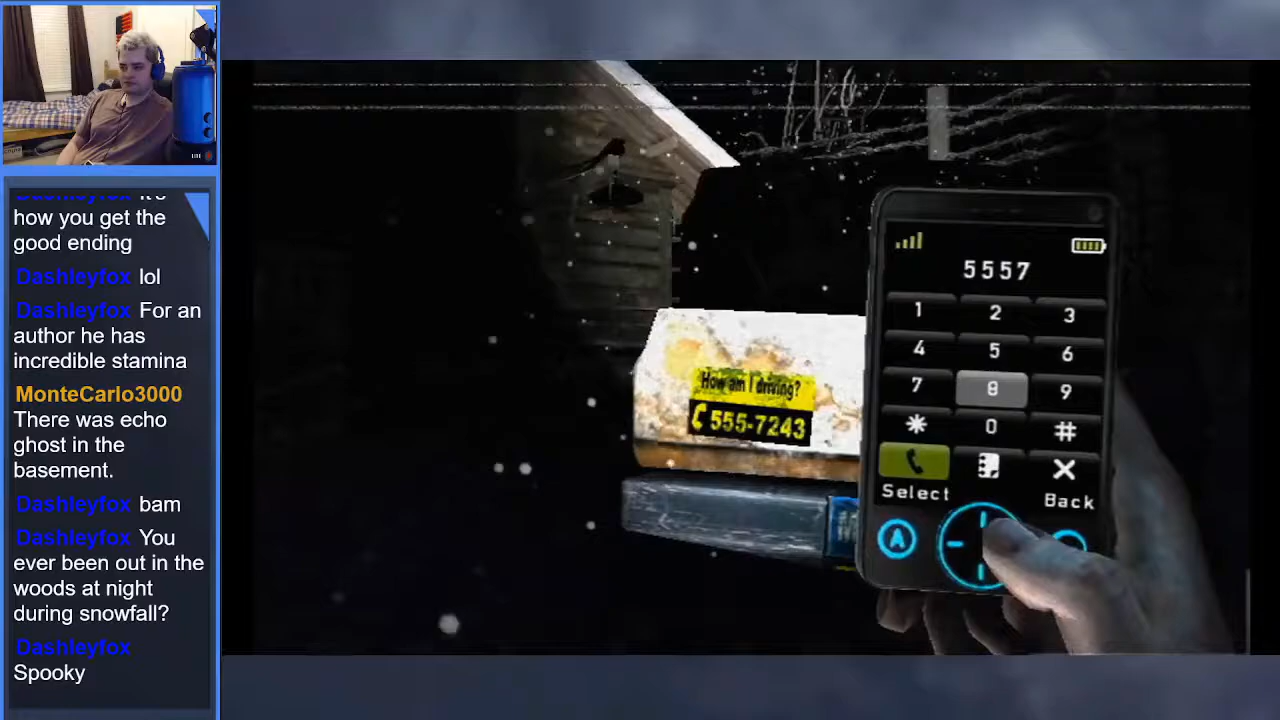 Dashleyfox It's
how you get the
good ending
Dashleyfox lol
Dashleyfox For an
author he has
incredible stamina
MonteCarlo3000
There was echo
ghost in the
basement.
Dashleyfox bam
Dashleyfox You
ever been out in the
woods at night
during snowfall?
Dashleyfox
Spooky
How am I driving?
555-7243
5557
1 2 3
4 5 6
7 8 9
* 0 #
Select Back
A